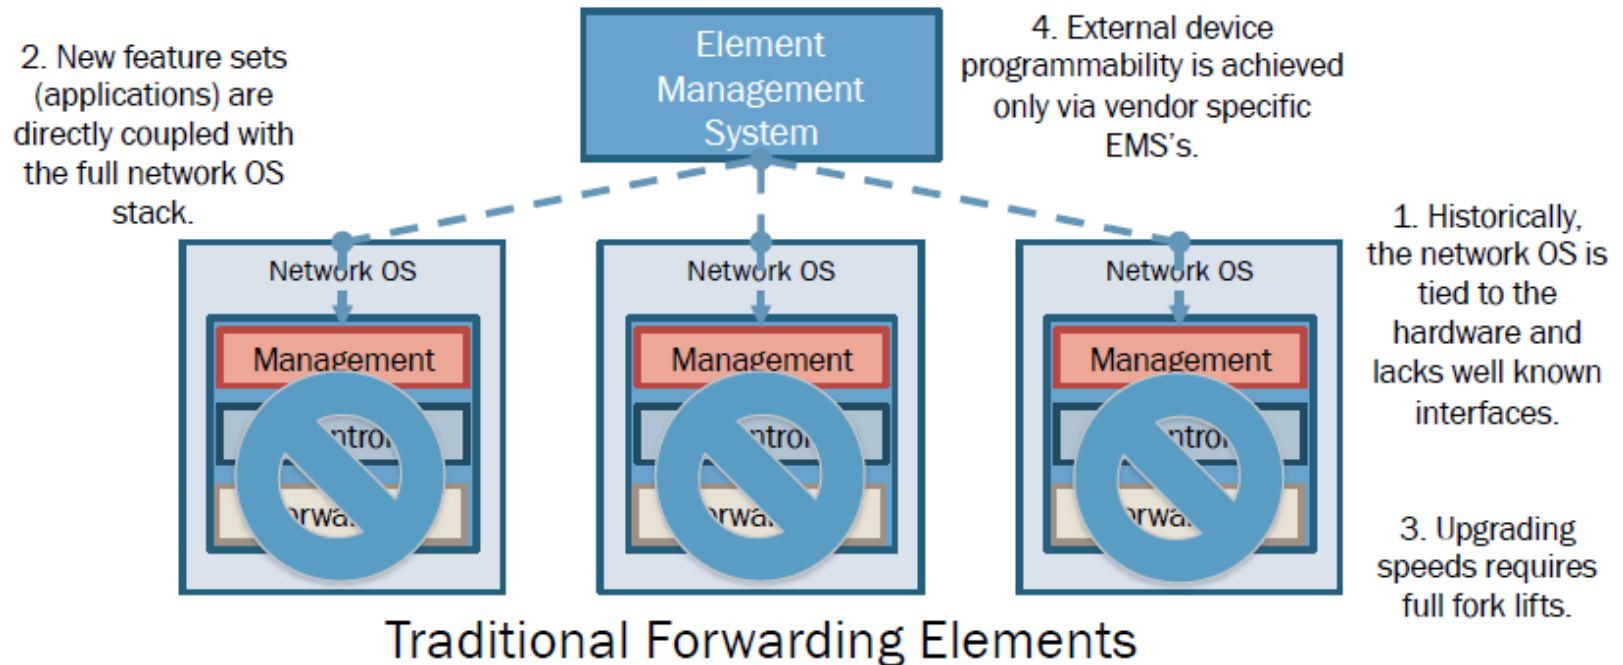 2. New feature sets
(applications) are
directly coupled with
the full network OS
stack.
Element
Management
System
4. External device
programmability is achieved
only via vendor specific
EMS's.
1. Historically,
the network OS is
tied to the
hardware and
lacks well known
interfaces.
3. Upgrading
speeds requires
full fork lifts.
Network OS
Management
Network OS
Management
Network OS
Management
Traditional Forwarding Elements